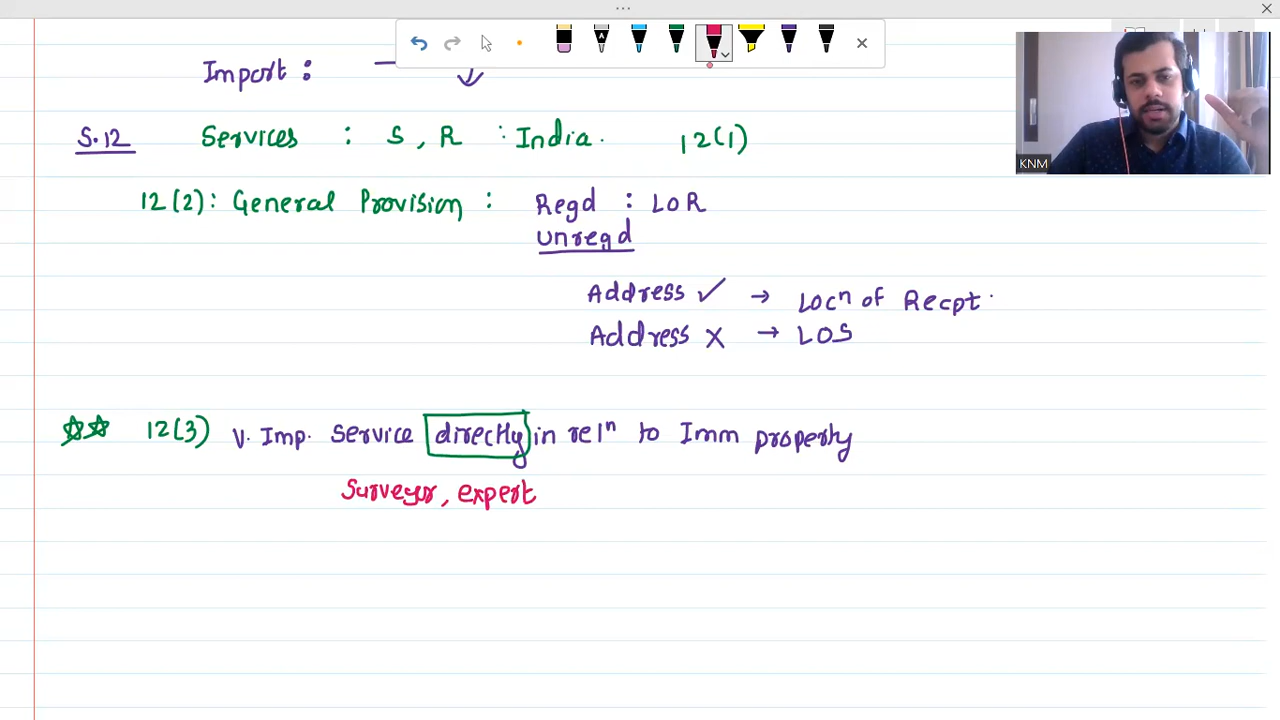 Import :
S.12 Services : S, R : India. 12(1)
12(2): General Provision : Regd : LOR
Unregd
Address ✓ → Locn of Recpt.
Address X → LOS
☆☆ 12(3) V. Imp. Service directly in reln to Imm property
Surveyor, expert
KNM